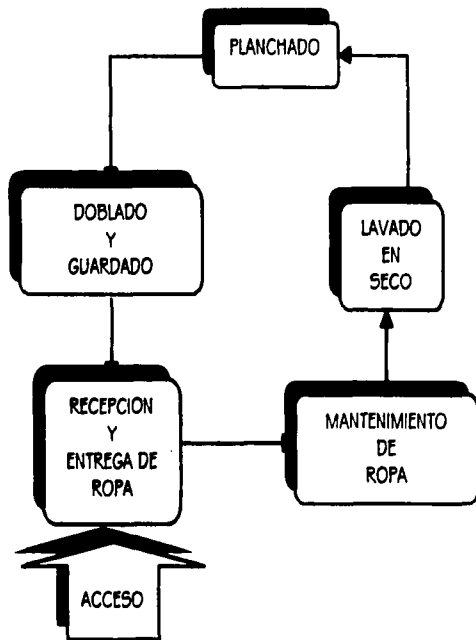 PLANCHADO
DOBLADO
Y
GUARDADO
LAVADO
EN
SECO
RECEPCION
Y
ENTREGA DE
ROPA
MANTENIMIENTO
DE
ROPA
ACCESO